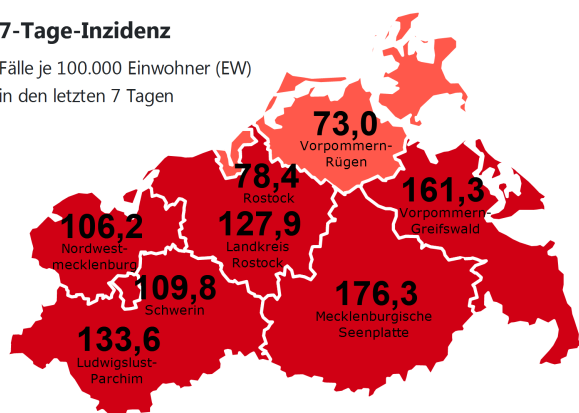 7-Tage-Inzidenz
Fälle je 100.000 Einwohner (EW)
in den letzten 7 Tagen
73,0
Vorpommern-
Rügen
78,4
Rostock
161,3
Vorpommern-
Greifswald
106,2
Nordwest-
mecklenburg
127,9
Landkreis
Rostock
109,8
Schwerin
176,3
Mecklenburgische
Seenplatte
133,6
Ludwigslust-
Parchim